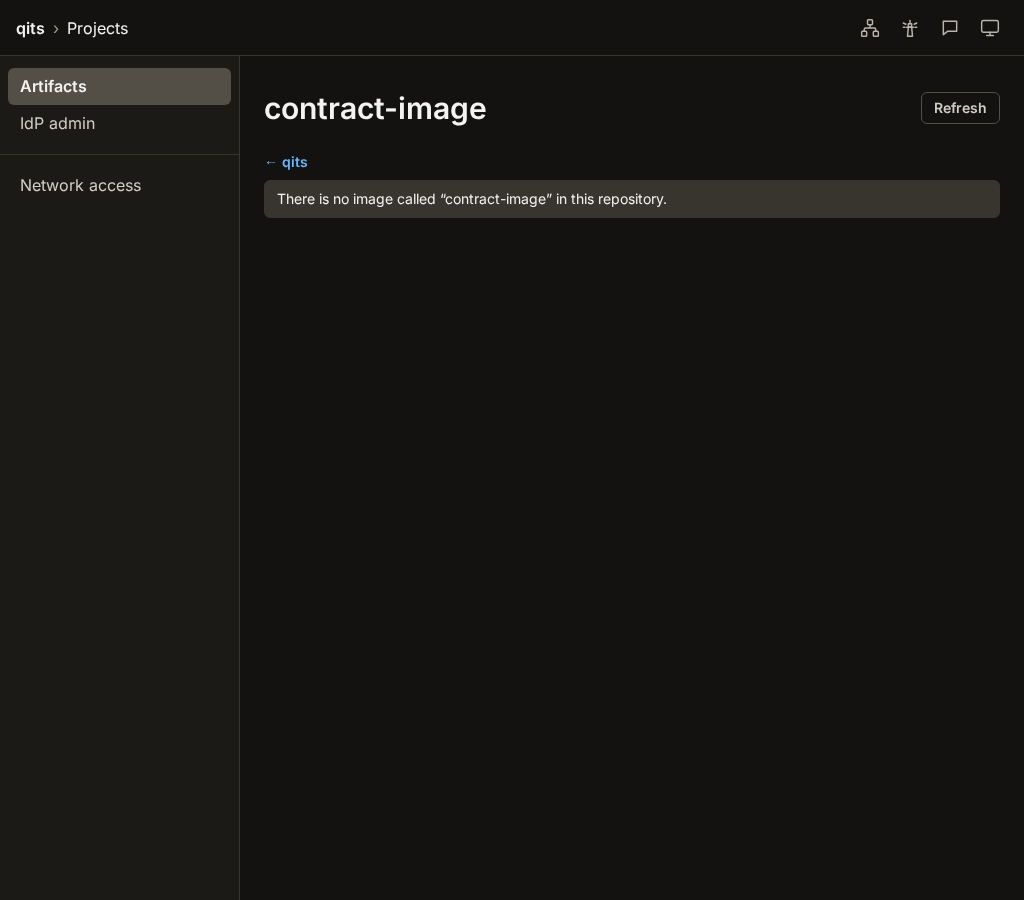 qits › Projects
Artifacts
IdP admin
Network access
contract-image
Refresh
← qits
There is no image called “contract-image” in this repository.